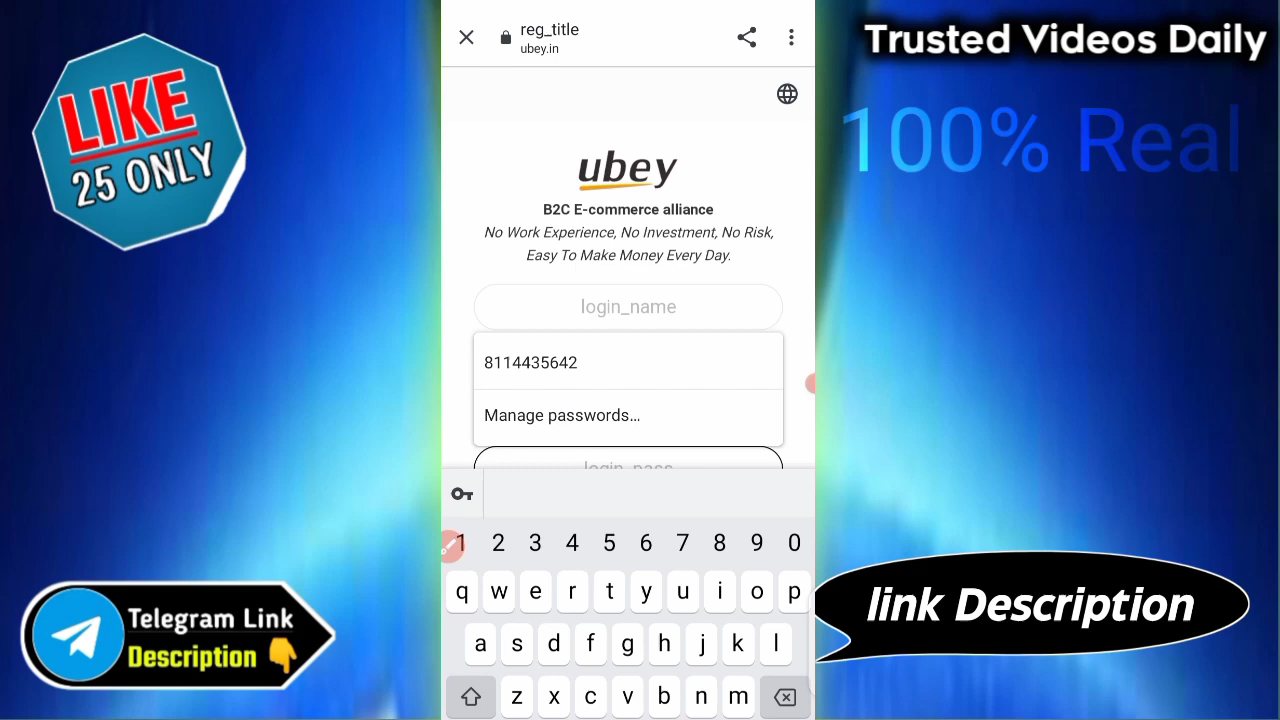 LIKE
25 ONLY
Telegram Link
Description
reg_title
ubey.in
ubey
B2C E-commerce alliance
No Work Experience, No Investment, No Risk,
Easy To Make Money Every Day.
login_name
8114435642
Manage passwords...
login_pass
1 2 3 4 5 6 7 8 9 0
q w e r t y u i o p
a s d f g h j k l
z x c v b n m
Trusted Videos Daily
100% Real
link Description